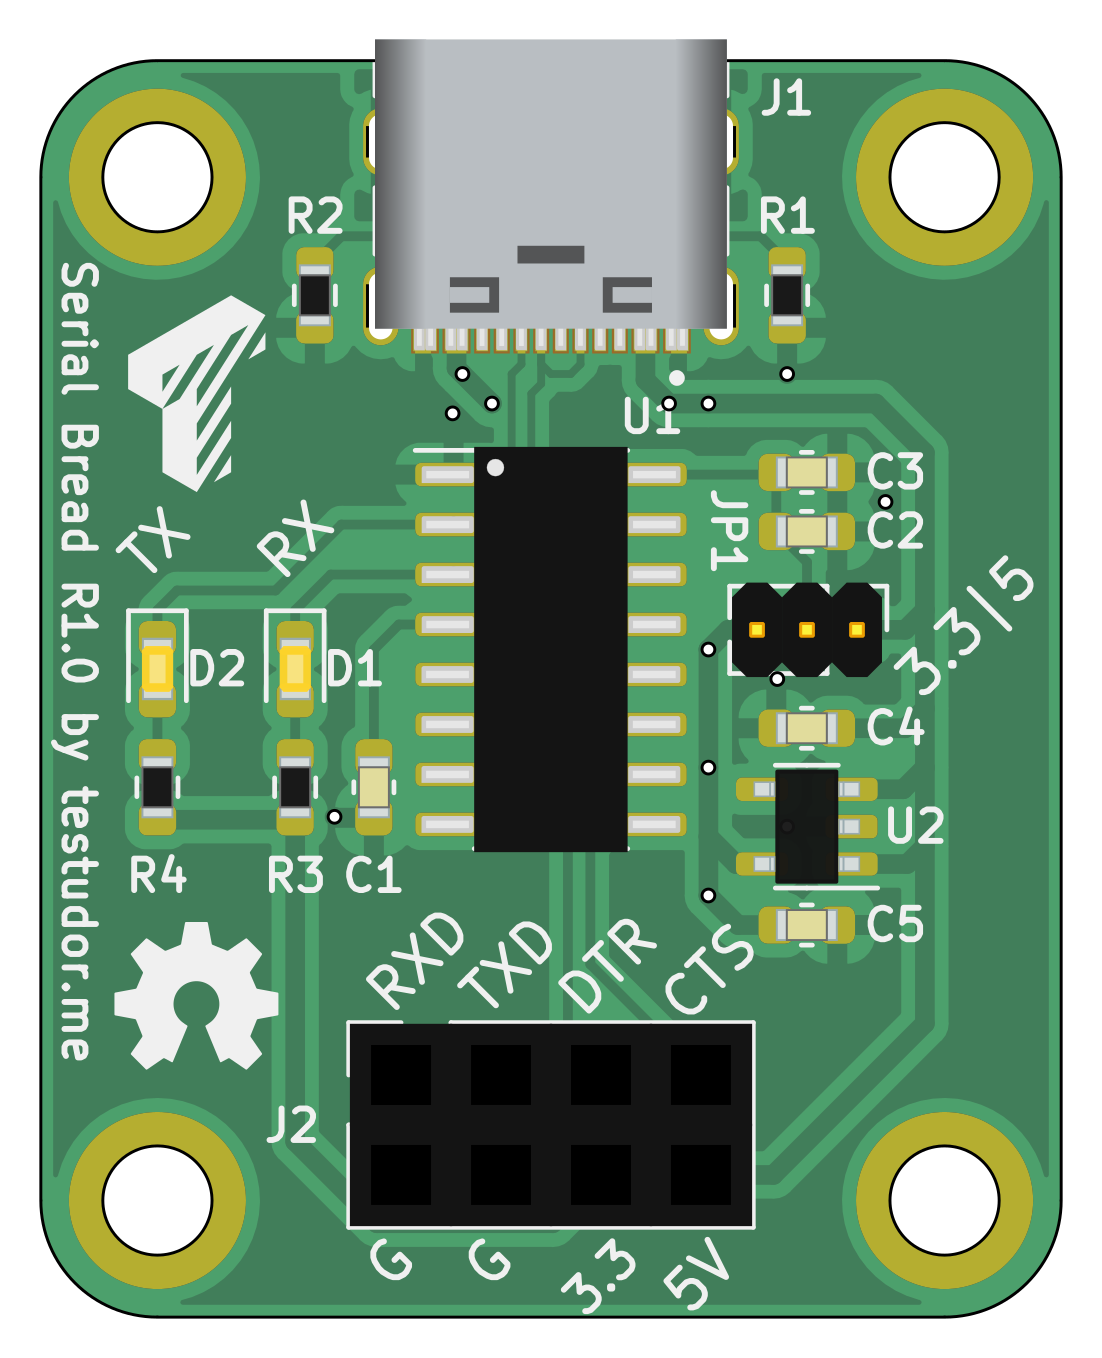 J1
R2
R1
U1
C3
C2
JP1
3.3|5
TX
RX
D2
D1
C4
U2
C5
R4
R3
C1
Serial Bread R1.0 by testudor.me
RXD
TXD
DTR
CTS
J2
G
G
3.3
5V